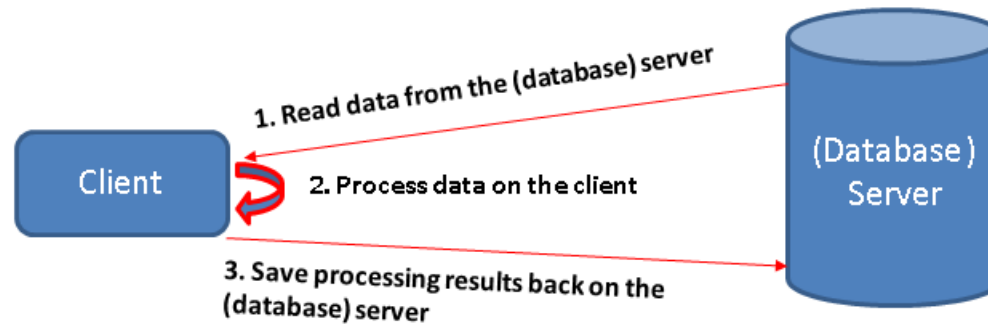 1. Read data from the (database) server
Client
2. Process data on the client
(Database)
Server
3. Save processing results back on the
(database) server